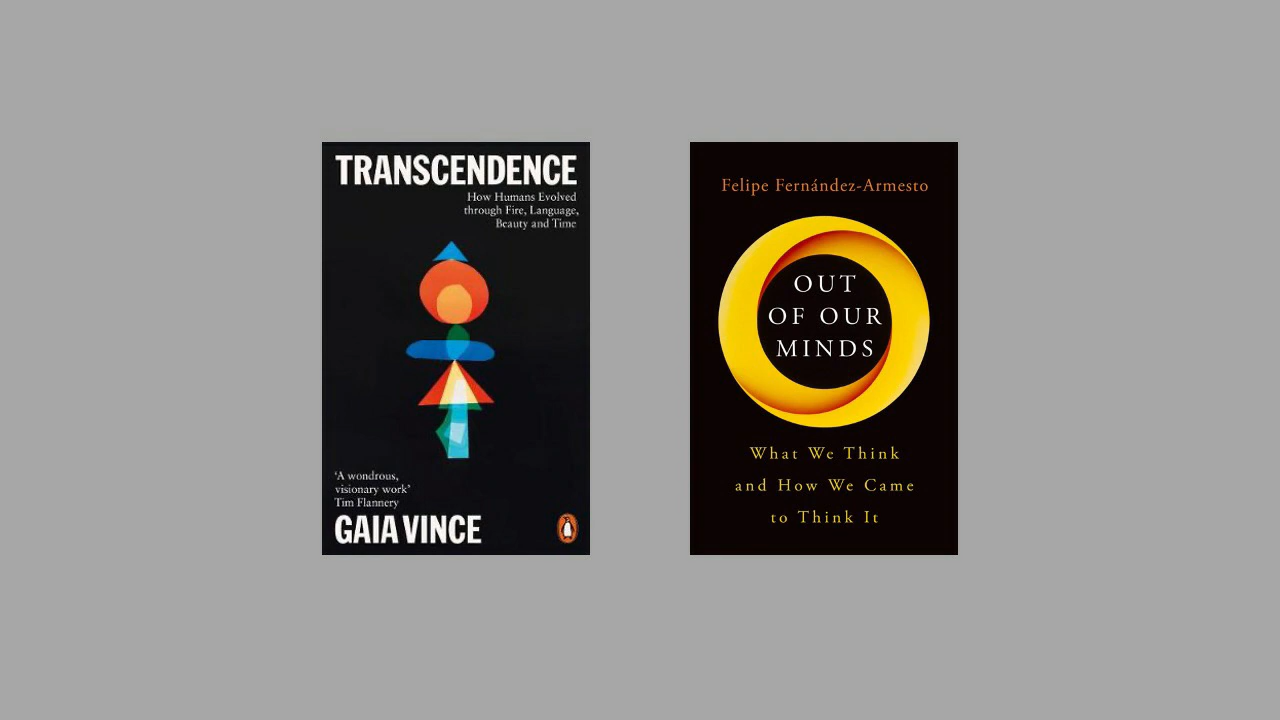 TRANSCENDENCE
How Humans Evolved
through Fire, Language,
Beauty and Time
'A wondrous,
visionary work'
Tim Flannery
GAIA VINCE
Felipe Fernández-Armesto
OUT
OF OUR
MINDS
What We Think
and How We Came
to Think It